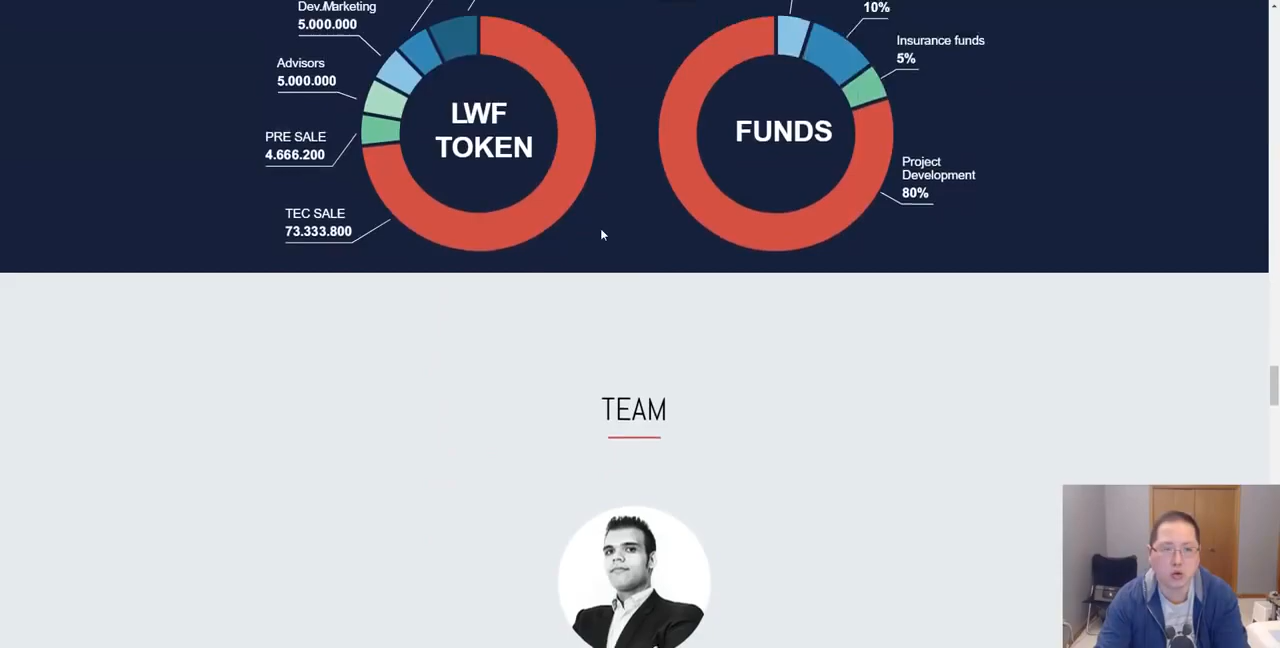 Dev./Marketing
5.000.000
Advisors
5.000.000
PRE SALE
4.666.200
TEC SALE
73.333.800
LWF
TOKEN
10%
Insurance funds
5%
FUNDS
Project
Development
80%
TEAM